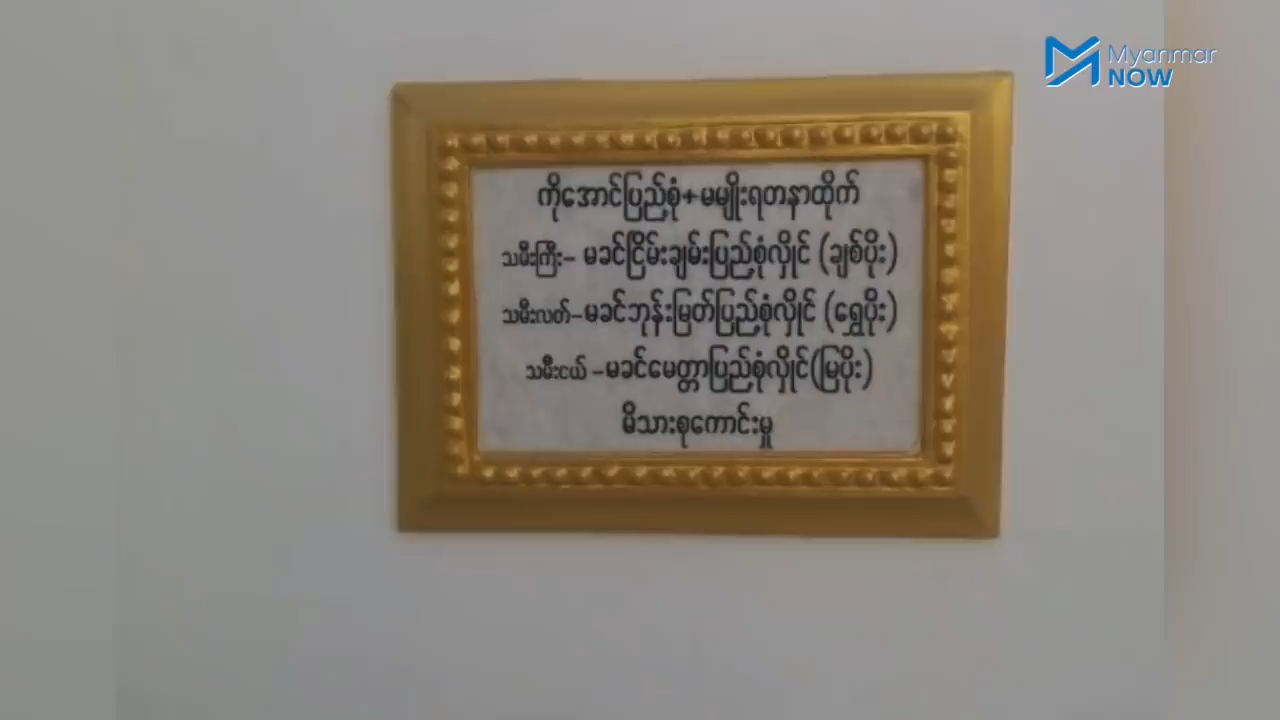 Myanmar
NOW
ကိုအောင်ပြည့်စုံ+မမျိုးရတနာထိုက်
သမီးကြီး- မခင်ငြိမ်းချမ်းပြည့်စုံလှိုင် (ချစ်ပိုး)
သမီးလတ်-မခင်ဘုန်းမြတ်ပြည့်စုံလှိုင် (ရွှေပိုး)
သမီးငယ် -မခင်မေတ္တာပြည့်စုံလှိုင်(မြပိုး)
မိသားစုကောင်းမှု